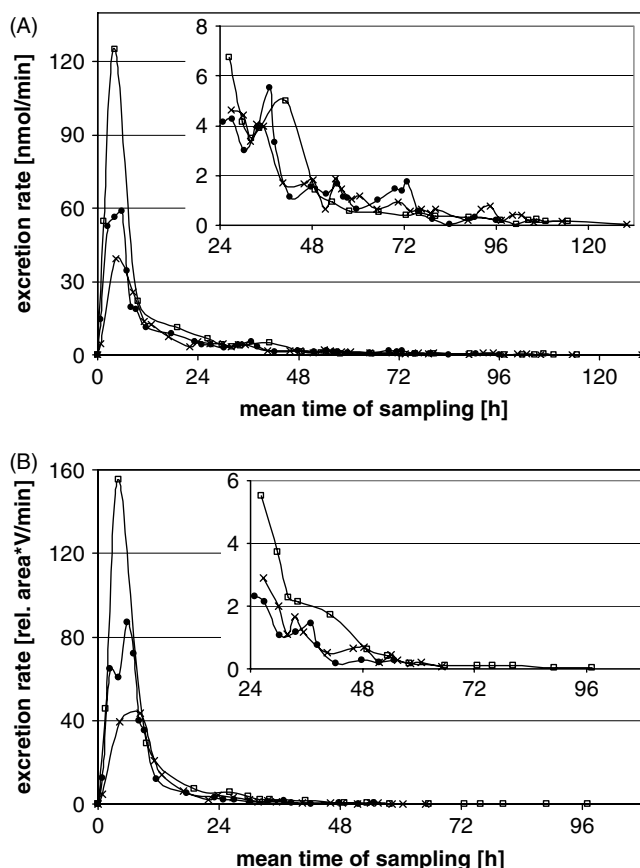 (A)
excretion rate [nmol/min]
120
90
60
30
0
0 24 48 72 96 120
mean time of sampling [h]
8
6
4
2
0
24 48 72 96 120
(B)
excretion rate [rel. area*V/min]
160
120
80
40
0
0 24 48 72 96
mean time of sampling [h]
6
4
2
0
24 48 72 96